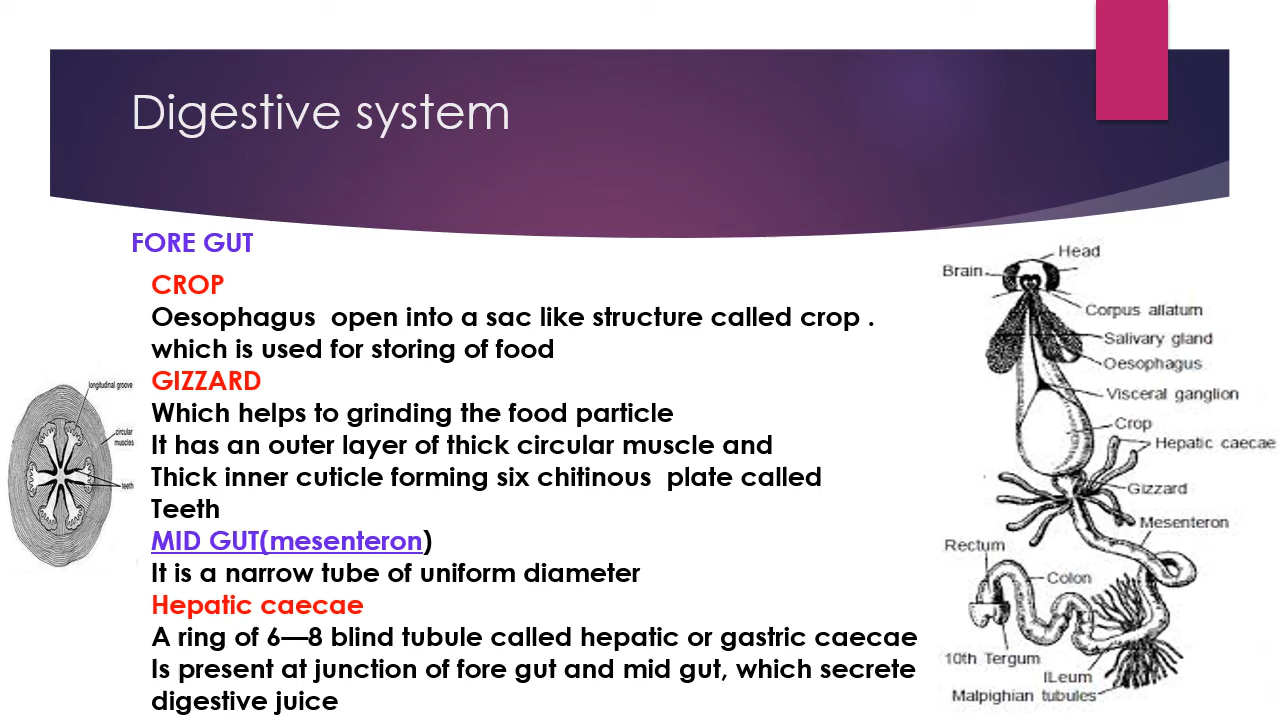 Digestive system
FORE GUT
CROP
Oesophagus  open into a sac like structure called crop .
which is used for storing of food
GIZZARD
Which helps to grinding the food particle
It has an outer layer of thick circular muscle and
Thick inner cuticle forming six chitinous  plate called
Teeth
MID GUT(mesenteron)
It is a narrow tube of uniform diameter
Hepatic caecae
A ring of 6—8 blind tubule called hepatic or gastric caecae
Is present at junction of fore gut and mid gut, which secrete
digestive juice
longitudinal groove
circular
muscles
teeth
Head
Brain
Corpus allatum
Salivary gland
Oesophagus
Visceral ganglion
Crop
Hepatic caecae
Gizzard
Mesenteron
Rectum
Colon
10th Tergum
ILeum
Malpighian tubules